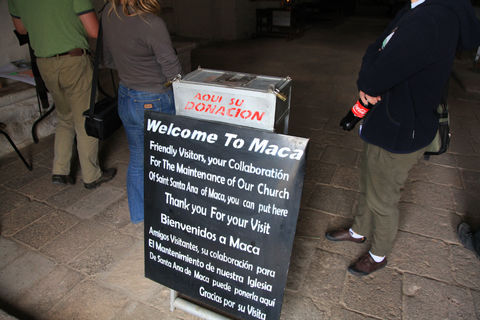 AQUI SU
DONACION
Welcome To Maca
Friendly Visitors, your Collaboration
For The Maintenance of Our Church
Of Saint Santa Ana of Maca, you can put here
Thank you For your Visit
Bienvenidos a Maca
Amigos Visitantes, su colaboración para
El Mantenimiento de nuestra Iglesia
De Santa Ana de Maca puede ponerla aquí
Gracias por su Visita